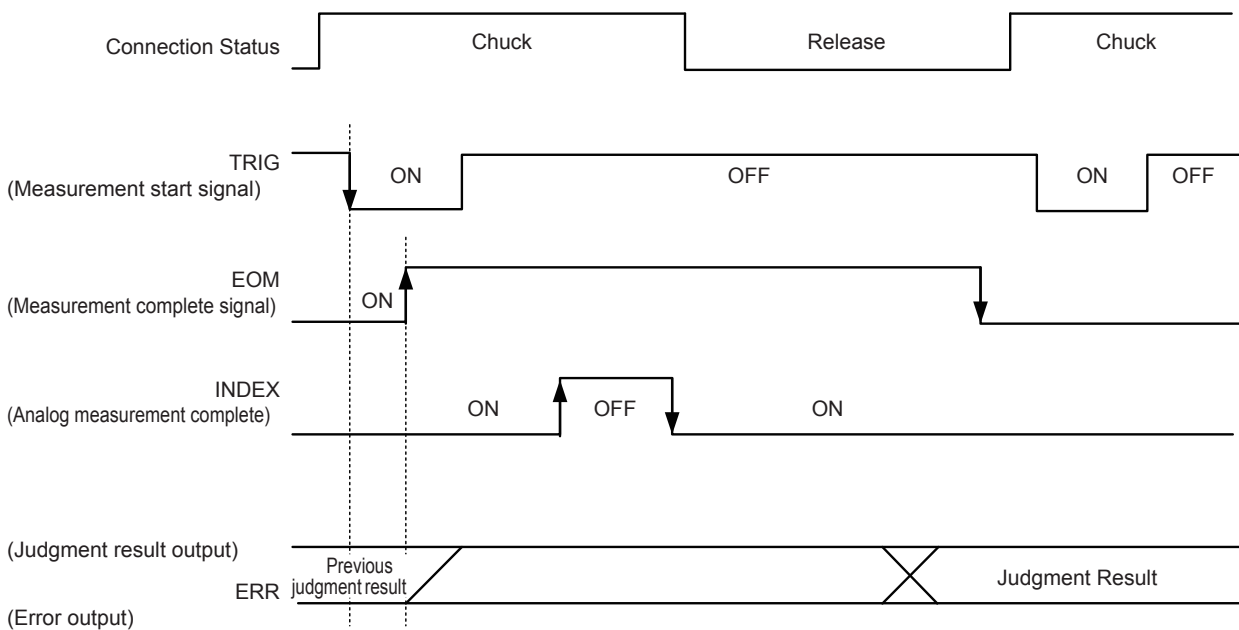 Connection Status
Chuck
Release
Chuck
TRIG
(Measurement start signal)
ON
OFF
ON
OFF
EOM
(Measurement complete signal)
ON
INDEX
(Analog measurement complete)
ON
OFF
ON
(Judgment result output)
Previous
judgment result
Judgment Result
ERR
(Error output)